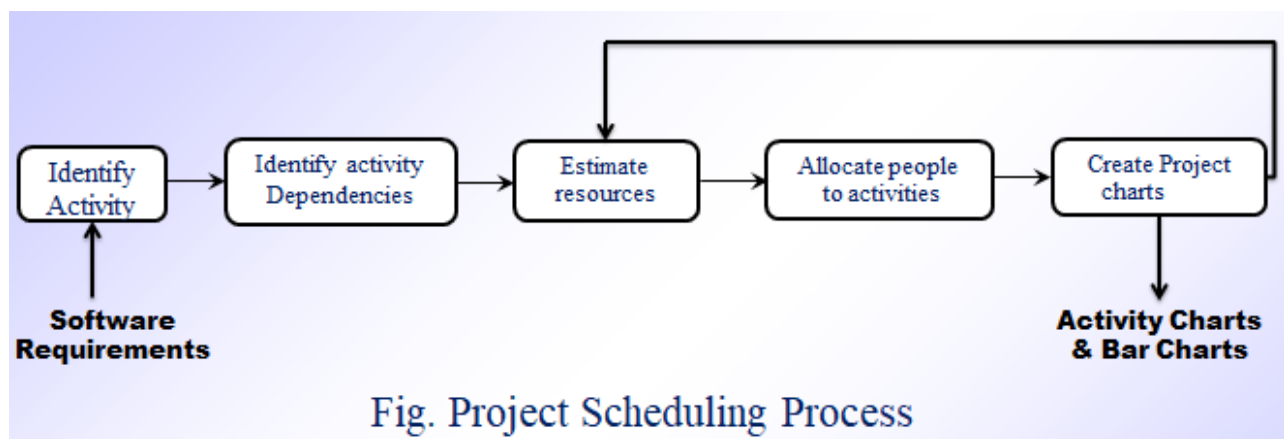 Identify
Activity
Identify activity
Dependencies
Estimate
resources
Allocate people
to activities
Create Project
charts
Software
Requirements
Activity Charts
& Bar Charts
Fig. Project Scheduling Process